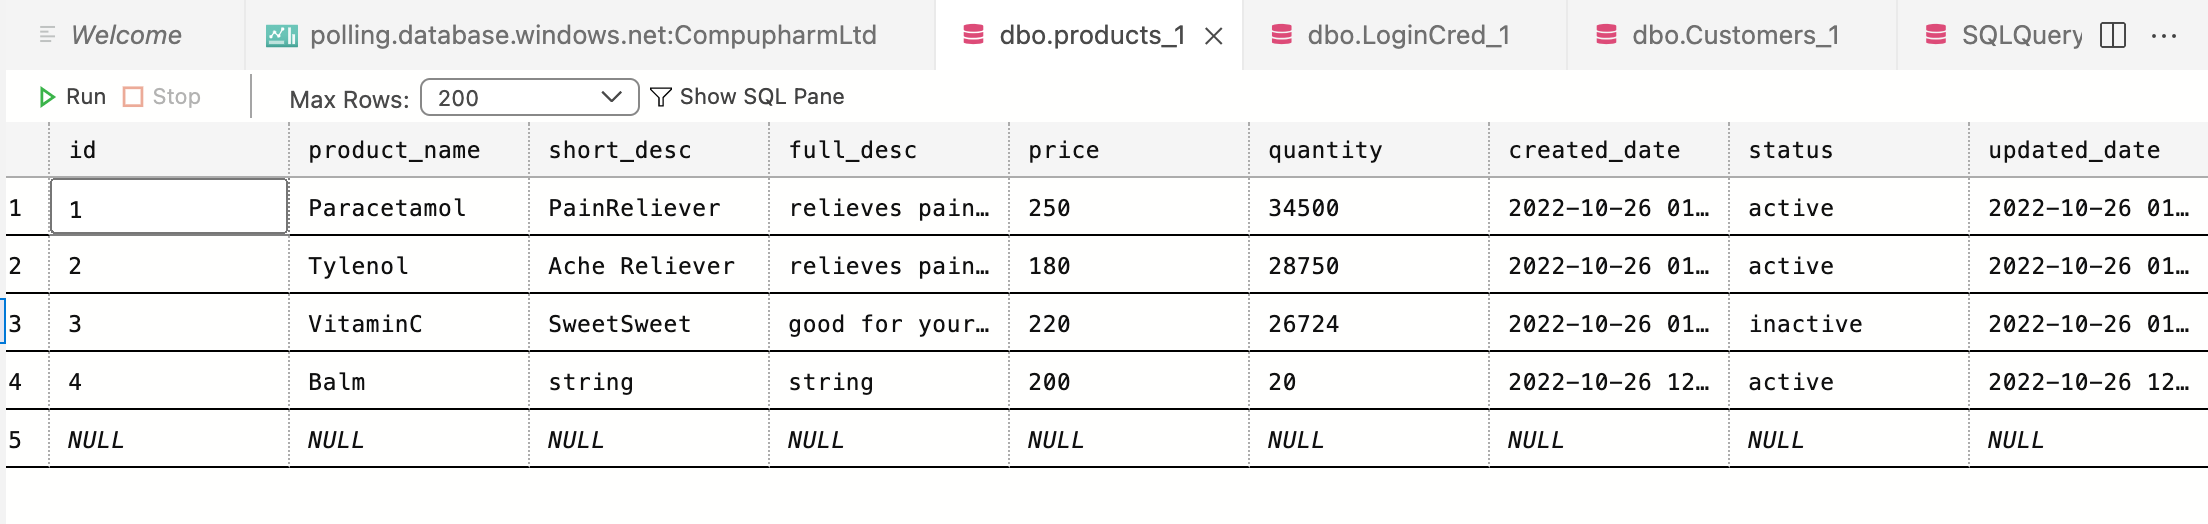 Welcome polling.database.windows.net:CompupharmLtd dbo.products_1 dbo.LoginCred_1 dbo.Customers_1 SQLQuery
Run Stop Max Rows: 200 Show SQL Pane
id product_name short_desc full_desc price quantity created_date status updated_date
1 1 Paracetamol PainReliever relieves pain… 250 34500 2022-10-26 01… active 2022-10-26 01…
2 2 Tylenol Ache Reliever relieves pain… 180 28750 2022-10-26 01… active 2022-10-26 01…
3 3 VitaminC SweetSweet good for your… 220 26724 2022-10-26 01… inactive 2022-10-26 01…
4 4 Balm string string 200 20 2022-10-26 12… active 2022-10-26 12…
5 NULL NULL NULL NULL NULL NULL NULL NULL NULL